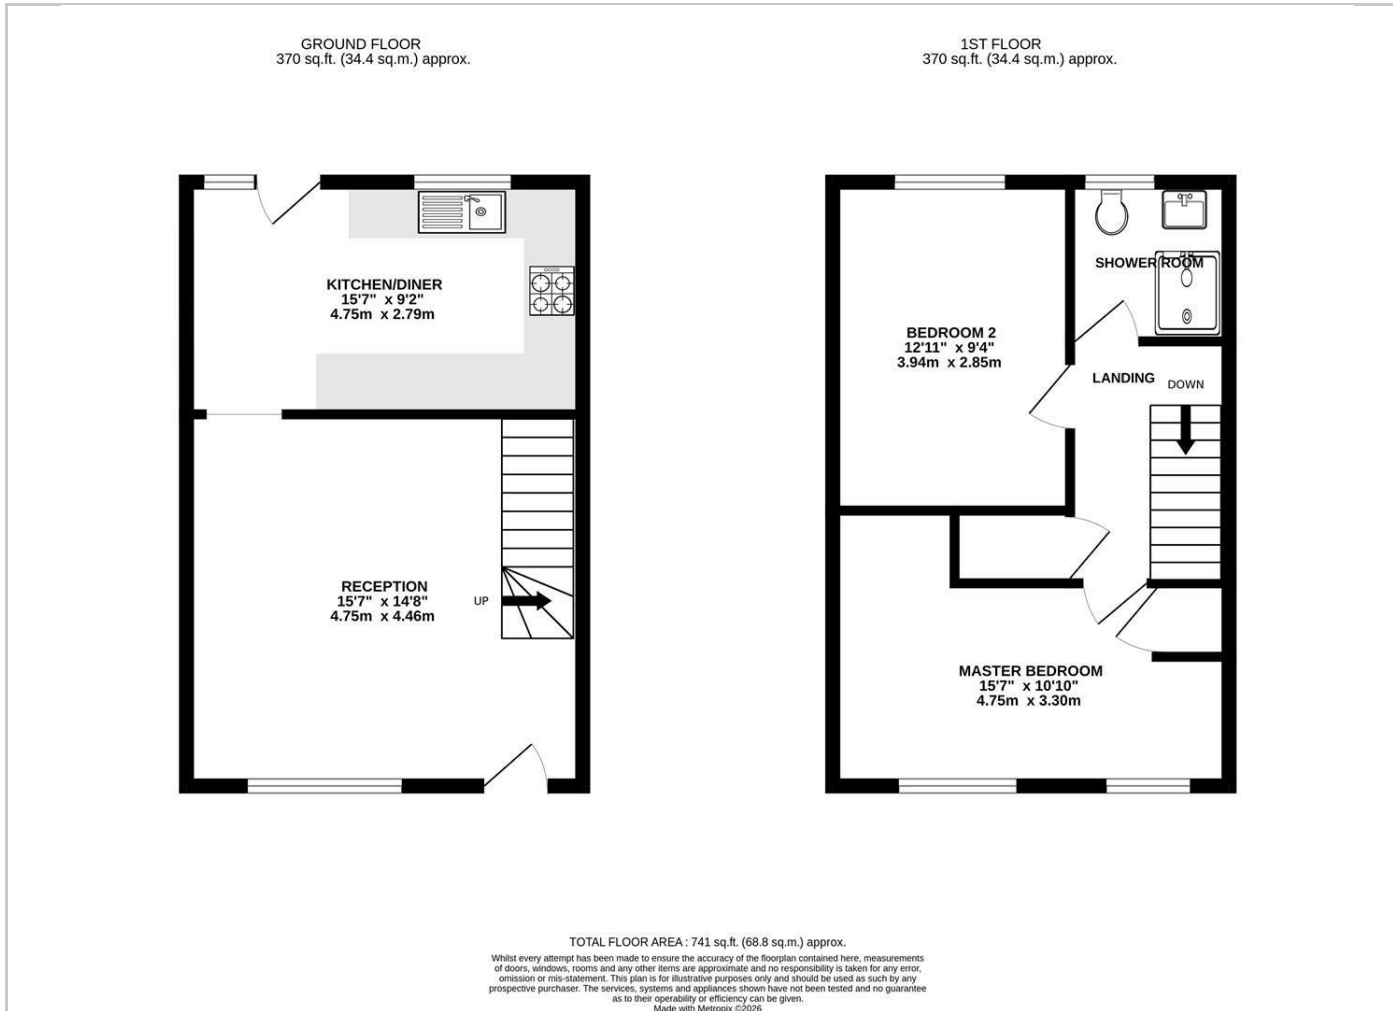 GROUND FLOOR
370 sq.ft. (34.4 sq.m.) approx.
1ST FLOOR
370 sq.ft. (34.4 sq.m.) approx.
KITCHEN/DINER
15'7" x 9'2"
4.75m x 2.79m
RECEPTION
15'7" x 14'8"
4.75m x 4.46m
UP
SHOWER ROOM
BEDROOM 2
12'11" x 9'4"
3.94m x 2.85m
LANDING
DOWN
MASTER BEDROOM
15'7" x 10'10"
4.75m x 3.30m
TOTAL FLOOR AREA : 741 sq.ft. (68.8 sq.m.) approx.
Whilst every attempt has been made to ensure the accuracy of the floorplan contained here, measurements
of doors, windows, rooms and any other items are approximate and no responsibility is taken for any error,
omission or mis-statement. This plan is for illustrative purposes only and should be used as such by any
prospective purchaser. The services, systems and appliances shown have not been tested and no guarantee
as to their operability or efficiency can be given.
Made with Metropix ©2026